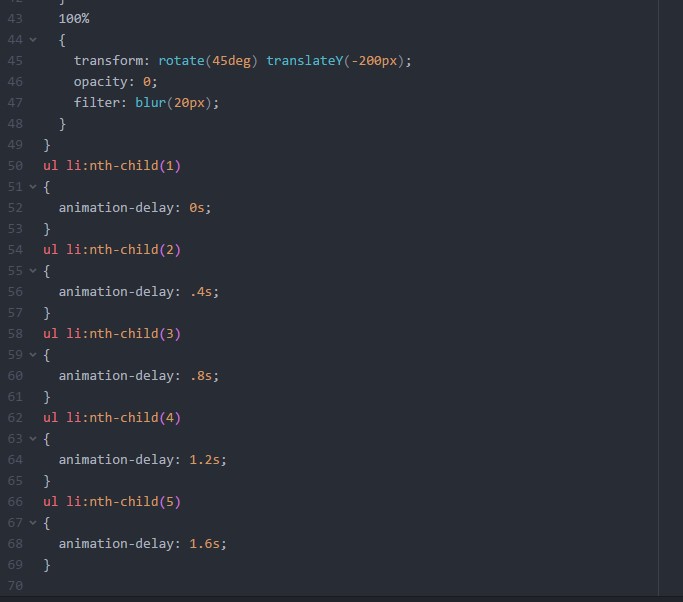 42 }
43 100%
44 {
45 transform: rotate(45deg) translateY(-200px);
46 opacity: 0;
47 filter: blur(20px);
48 }
49 }
50 ul li:nth-child(1)
51 {
52 animation-delay: 0s;
53 }
54 ul li:nth-child(2)
55 {
56 animation-delay: .4s;
57 }
58 ul li:nth-child(3)
59 {
60 animation-delay: .8s;
61 }
62 ul li:nth-child(4)
63 {
64 animation-delay: 1.2s;
65 }
66 ul li:nth-child(5)
67 {
68 animation-delay: 1.6s;
69 }
70